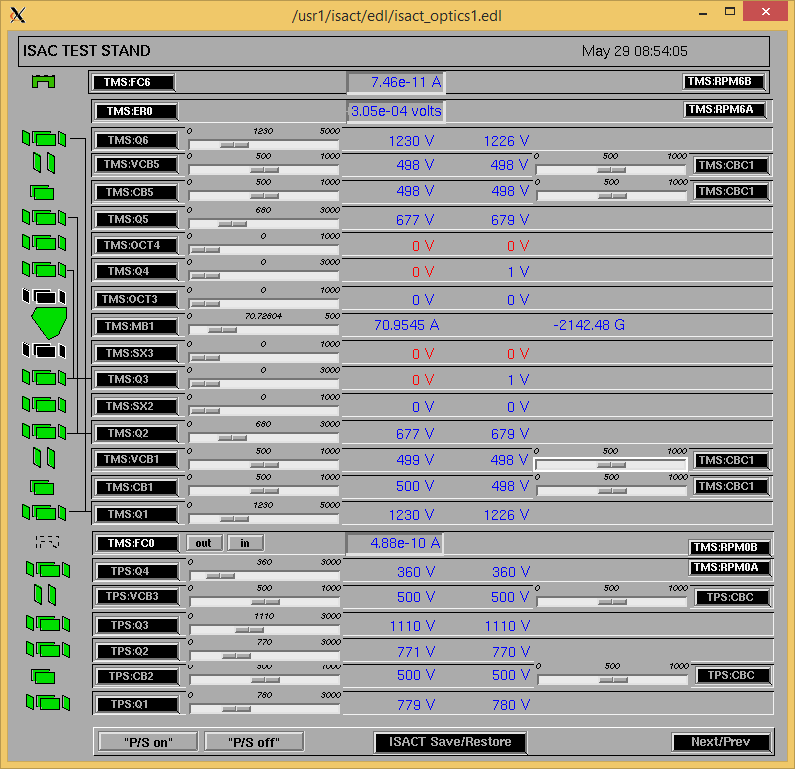 /usr1/isact/edl/isact_optics1.edl
ISAC TEST STAND May 29 08:54:05
TMS:FC6 7.46e-11 A TMS:RPM6B
TMS:ER0 3.05e-04 volts TMS:RPM6A
TMS:Q6 0 1230 5000 1230 V 1226 V
TMS:VCB5 0 500 1000 498 V 498 V 0 500 1000 TMS:CBC1
TMS:CB5 0 500 1000 498 V 498 V 0 500 1000 TMS:CBC1
TMS:Q5 0 680 3000 677 V 679 V
TMS:OCT4 0 0 1000 0 V 0 V
TMS:Q4 0 0 3000 0 V 1 V
TMS:OCT3 0 0 1000 0 V 0 V
TMS:MB1 0 70.72804 500 70.9545 A -2142.48 G
TMS:SX3 0 0 1000 0 V 0 V
TMS:Q3 0 0 3000 0 V 1 V
TMS:SX2 0 0 1000 0 V 0 V
TMS:Q2 0 680 3000 677 V 679 V
TMS:VCB1 0 500 1000 499 V 498 V 0 500 1000 TMS:CBC1
TMS:CB1 0 500 1000 500 V 498 V 0 500 1000 TMS:CBC1
TMS:Q1 0 1230 5000 1230 V 1226 V
TMS:FC0 out in 4.88e-10 A TMS:RPM0B
TPS:Q4 0 360 3000 360 V 360 V TMS:RPM0A
TPS:VCB3 0 500 1000 500 V 500 V 0 500 1000 TPS:CBC
TPS:Q3 0 1110 3000 1110 V 1110 V
TPS:Q2 0 770 3000 771 V 770 V
TPS:CB2 0 500 1000 500 V 500 V 0 500 1000 TPS:CBC
TPS:Q1 0 780 3000 779 V 780 V
"P/S on" "P/S off" ISACT Save/Restore Next/Prev